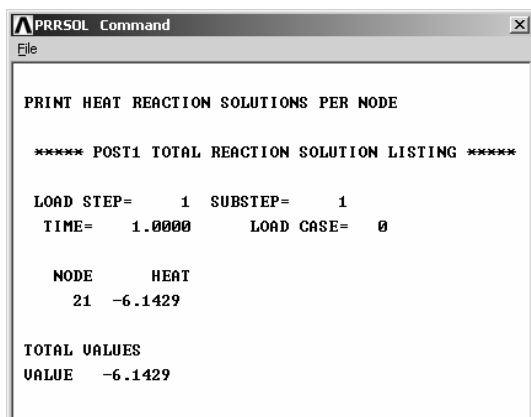 PRRSOL Command
File
PRINT HEAT REACTION SOLUTIONS PER NODE
***** POST1 TOTAL REACTION SOLUTION LISTING *****
LOAD STEP= 1 SUBSTEP= 1
TIME= 1.0000 LOAD CASE= 0
NODE HEAT
21 -6.1429
TOTAL VALUES
VALUE -6.1429